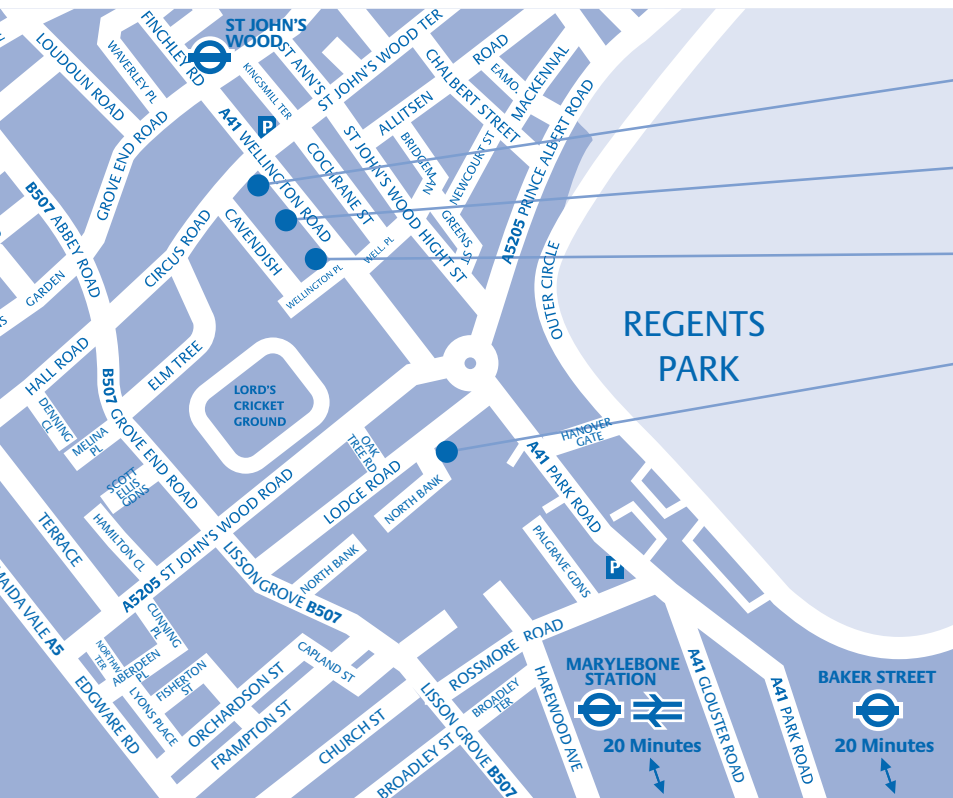 ST JOHN'S
WOOD
FINCHLEY RD
LOUDOUN ROAD
WAVERLEY PL
KINGSMILL TER
ST ANN'S
ST JOHN'S WOOD TER
CHALBERT STREET
ROAD
ALLITSEN
EAMO.
MACKENNAL
A5205 PRINCE ALBERT ROAD
P
A41 WELLINGTON ROAD
GROVE END ROAD
COCHRANE ST
ST JOHN'S WOOD HIGHT ST
BRIDGEMAN
NEWCOURT ST
GREENS
ST
B507 ABBEY ROAD
CIRCUS ROAD
CAVENDISH
WELL. PL
WELLINGTON PL
OUTER CIRCLE
GARDEN
REGENTS
PARK
HALL ROAD
ELM TREE
B507 GROVE END ROAD
LORD'S
CRICKET
GROUND
DENNING
CL
MELINA
PL
SCOTT
ELLIS
GDNS
OAK
TREE RD
LODGE ROAD
NORTH BANK
HANOVER
GATE
A41 PARK ROAD
TERRACE
HAMILTON CL
A5205 ST JOHN'S WOOD ROAD
LISSON GROVE B507
NORTH BANK
PALGRAVE GDNS
P
MAIDA VALE A5
CUNNING
PL
NORTHW
TER
ABERDEEN
PL
FISHERTON
ST
LYONS PLACE
EDGWARE RD
ORCHARDSON ST
FRAMPTON ST
CAPLAND ST
CHURCH ST
LISSON GROVE B507
ROSSMORE ROAD
BROADLEY
TER
BROADLEY ST
HAREWOOD AVE
MARYLEBONE
STATION
20 Minutes
A41 GLOUSTER ROAD
A41 PARK ROAD
BAKER STREET
20 Minutes